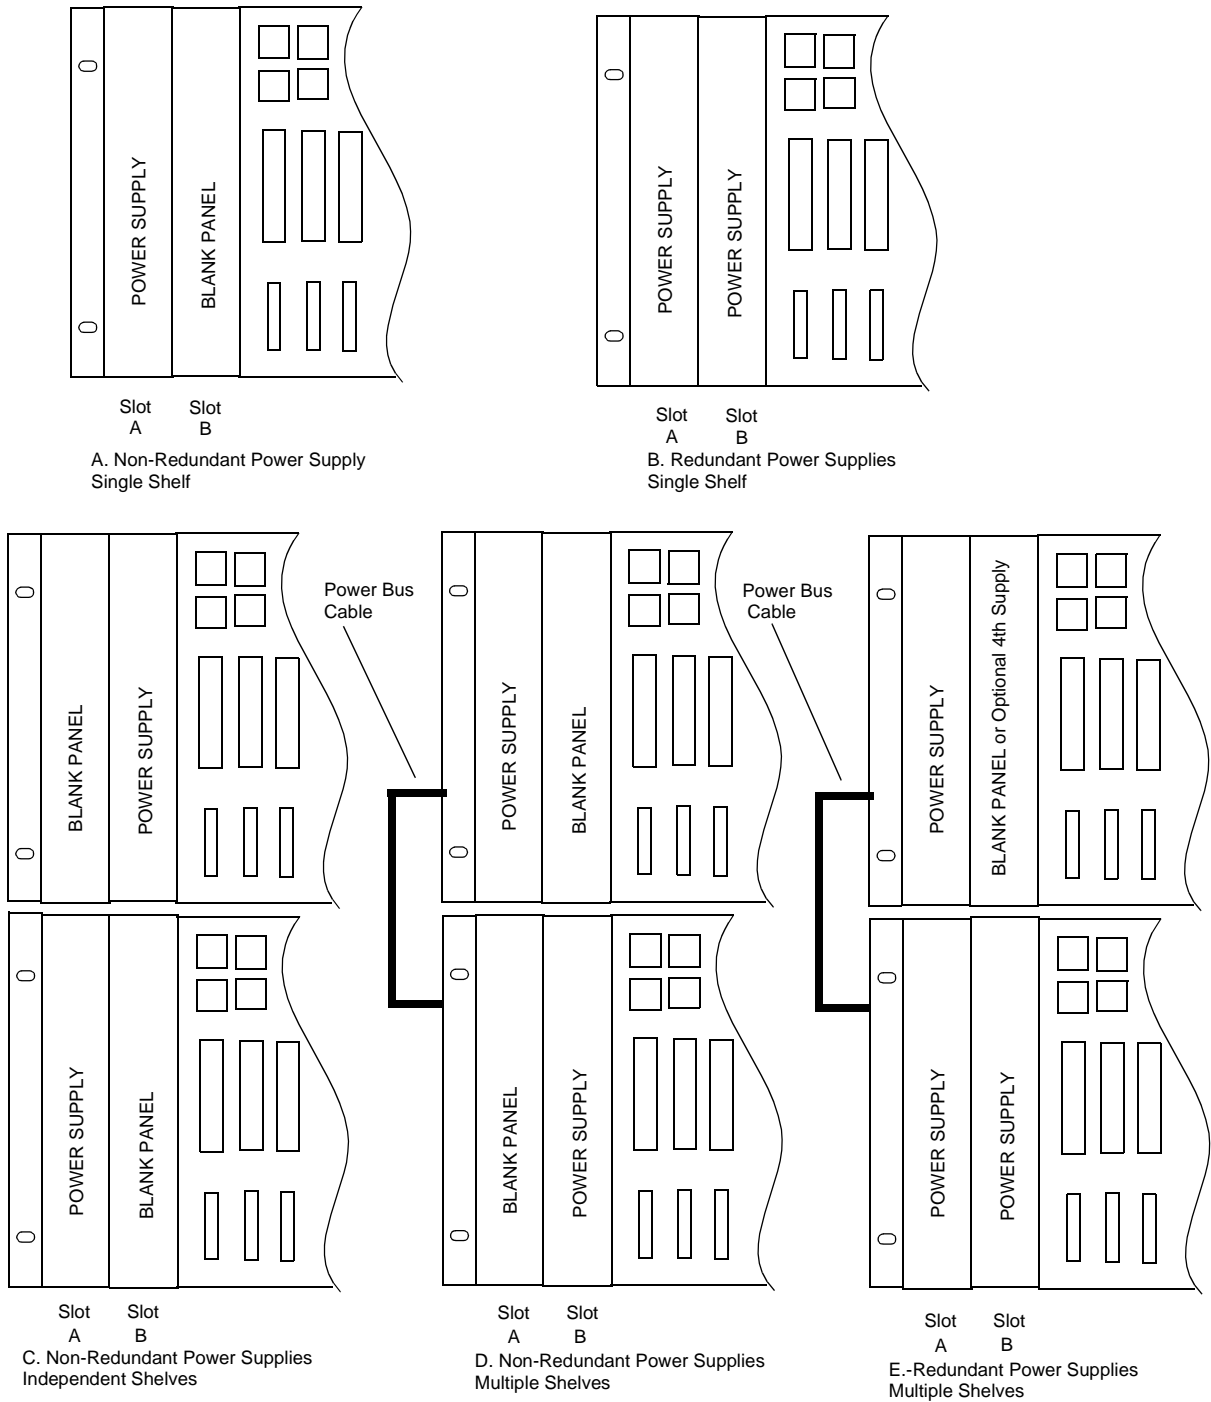 POWER SUPPLY
BLANK PANEL
Slot
A
Slot
B
A. Non-Redundant Power Supply
Single Shelf
POWER SUPPLY
POWER SUPPLY
Slot
A
Slot
B
B. Redundant Power Supplies
Single Shelf
BLANK PANEL
POWER SUPPLY
POWER SUPPLY
BLANK PANEL
Slot
A
Slot
B
C. Non-Redundant Power Supplies
Independent Shelves
Power Bus
Cable
POWER SUPPLY
BLANK PANEL
BLANK PANEL
POWER SUPPLY
Slot
A
Slot
B
D. Non-Redundant Power Supplies
Multiple Shelves
Power Bus
Cable
POWER SUPPLY
BLANK PANEL or Optional 4th Supply
POWER SUPPLY
POWER SUPPLY
Slot
A
Slot
B
E.-Redundant Power Supplies
Multiple Shelves